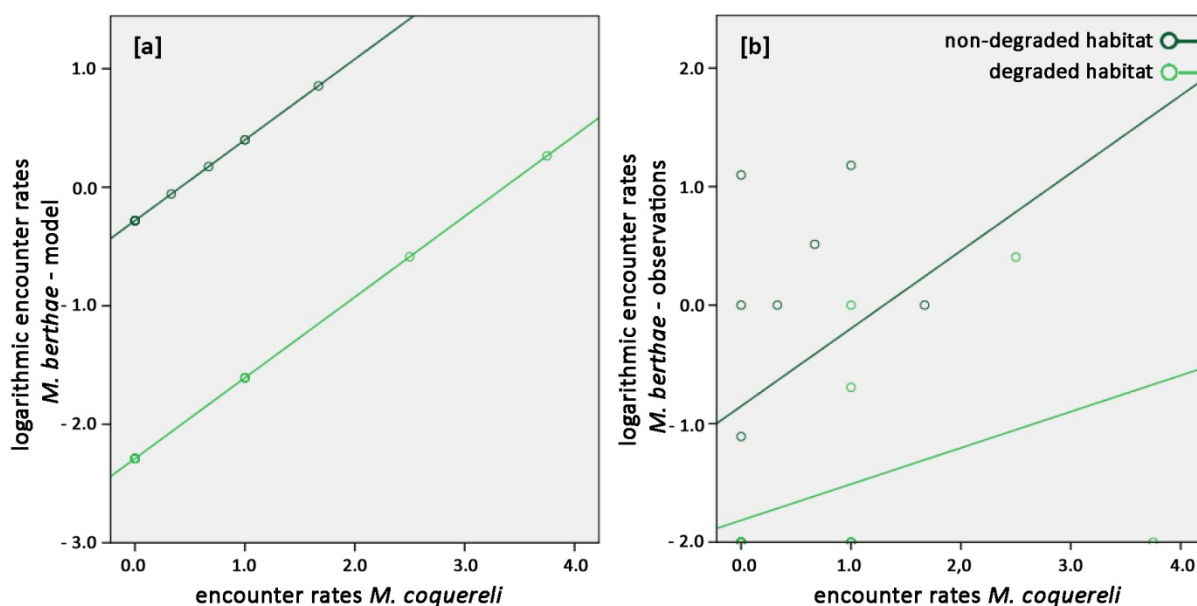 [a]
logarithmic encounter rates
M. berthae - model
1.0
0.0
- 1.0
- 2.0
- 3.0
0.0 1.0 2.0 3.0 4.0
encounter rates M. coquereli
[b]
non-degraded habitat
degraded habitat
logarithmic encounter rates
M. berthae - observations
2.0
1.0
0.0
- 1.0
- 2.0
0.0 1.0 2,0 3.0 4.0
encounter rates M. coquereli